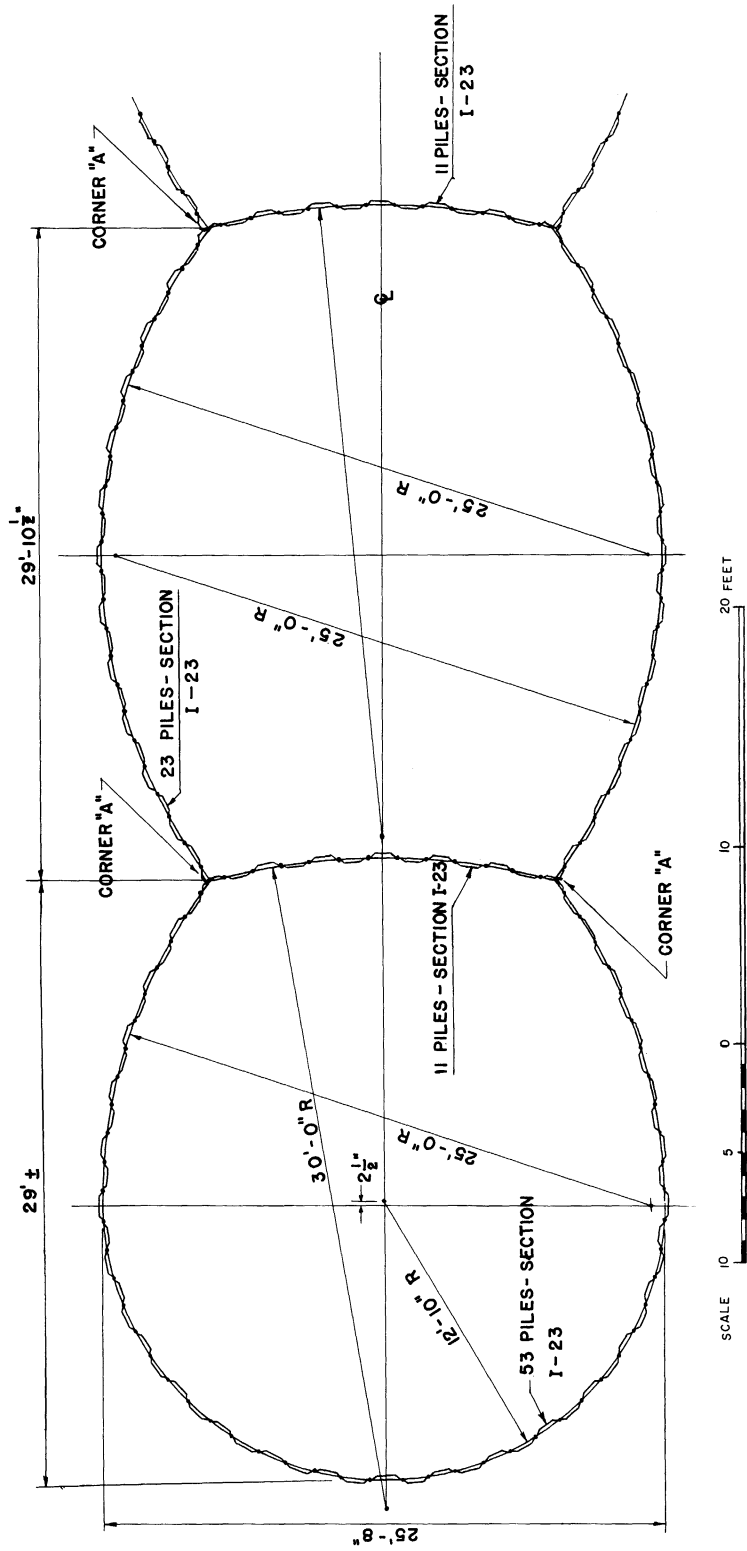 29'±
29'-10 1/2"
CORNER "A"
CORNER "A"
23 PILES - SECTION
I-23
11 PILES - SECTION
I-23
25'-0" R
25'-0" R
℄
30'-0" R
25'-0" R
2 1/2"
12'-10" R
53 PILES - SECTION
I-23
11 PILES - SECTION I-23
CORNER "A"
25'-8"
SCALE
10
5
0
10
20 FEET